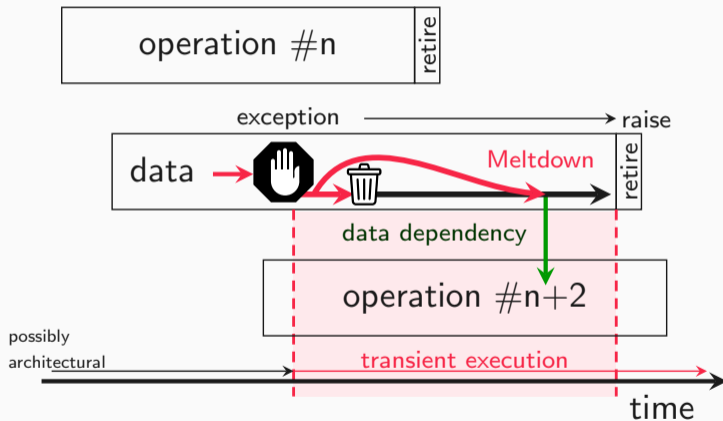 operation #n
retire
exception
raise
data
Meltdown
retire
data dependency
operation #n+2
possibly
architectural
transient execution
time